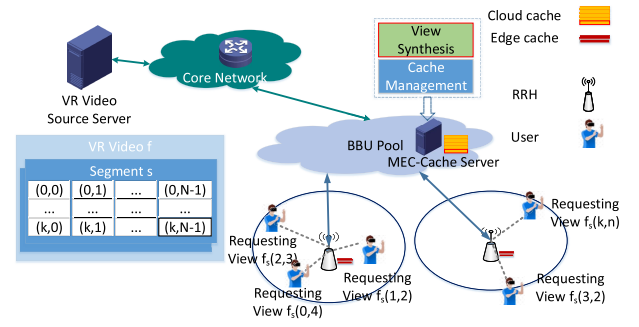 Cloud cache
Edge cache
RRH
User
View
Synthesis
Cache
Management
Core Network
VR Video
Source Server
BBU Pool
MEC-Cache Server
VR Video f
Segment s
(0,0) (0,1) ... (0,N-1)
... ... ...
(k,0) (k,1) ... (k,N-1)
Requesting
View fs(2,3)
Requesting
View fs(0,4)
Requesting
View fs(1,2)
Requesting
View fs(k,n)
Requesting
View fs(3,2)